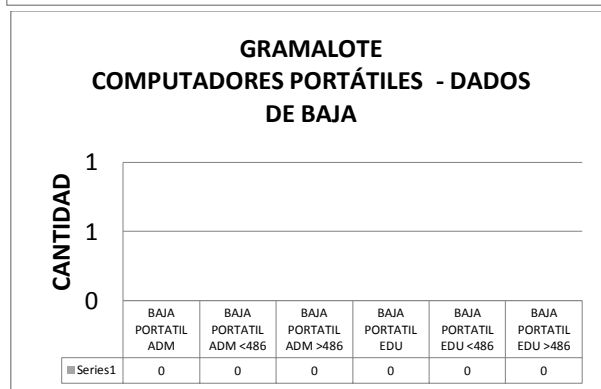 GRAMALOTE
COMPUTADORES PORTÁTILES - DADOS
DE BAJA
CANTIDAD
1
1
0
BAJA PORTATIL ADM
BAJA PORTATIL ADM <486
BAJA PORTATIL ADM >486
BAJA PORTATIL EDU
BAJA PORTATIL EDU <486
BAJA PORTATIL EDU >486
Series1 0 0 0 0 0 0